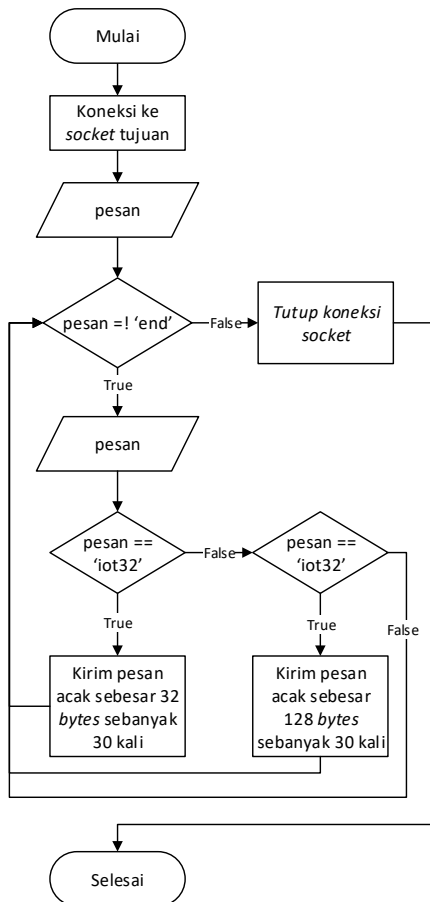 Mulai
Koneksi ke
socket tujuan
pesan
pesan =! ‘end’
False
Tutup koneksi
socket
True
pesan
pesan ==
‘iot32’
False
pesan ==
‘iot32’
True
True
False
Kirim pesan
acak sebesar 32
bytes sebanyak
30 kali
Kirim pesan
acak sebesar
128 bytes
sebanyak 30 kali
Selesai